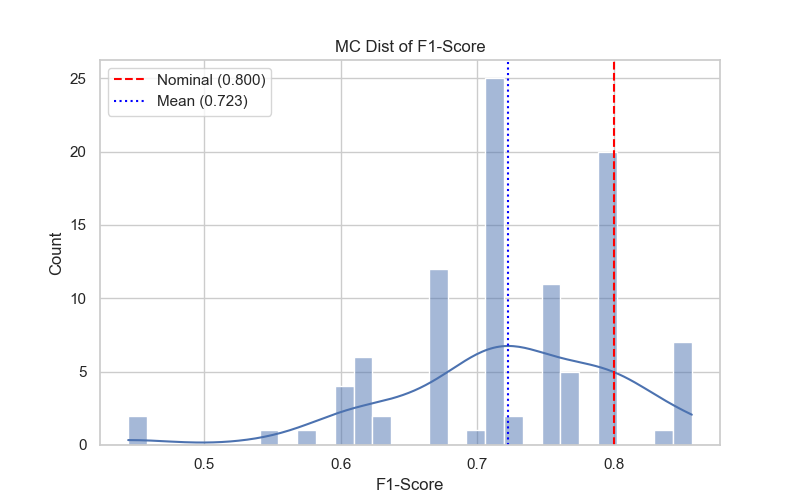 MC Dist of F1-Score
Nominal (0.800)
Mean (0.723)
25
20
15
10
5
0
Count
0.5 0.6 0.7 0.8
F1-Score